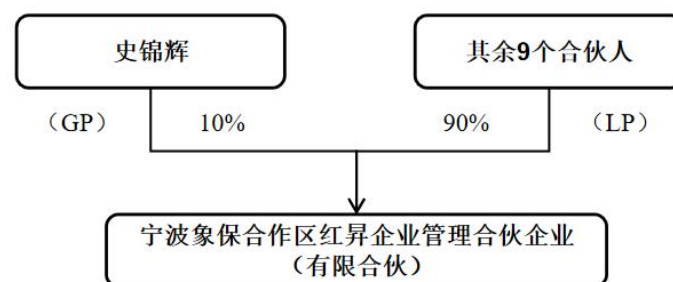 史锦辉
其余9个合伙人
（GP）
10%
90%
（LP）
宁波象保合作区红昇企业管理合伙企业
（有限合伙）